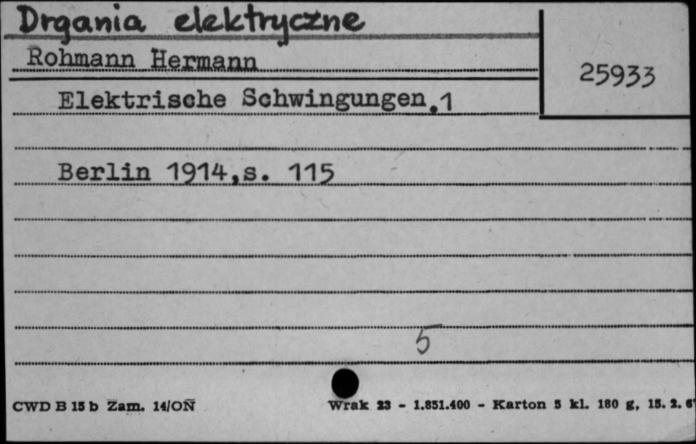 Drgania elektryczne
Rohmann Hermann
25933
Elektrische Schwingungen.1
Berlin 1914,s. 115
5
CWD B 15 b Zam. 14/ON
Wrak 23 - 1.851.400 - Karton 5 kl. 180 g, 15. 2. 6